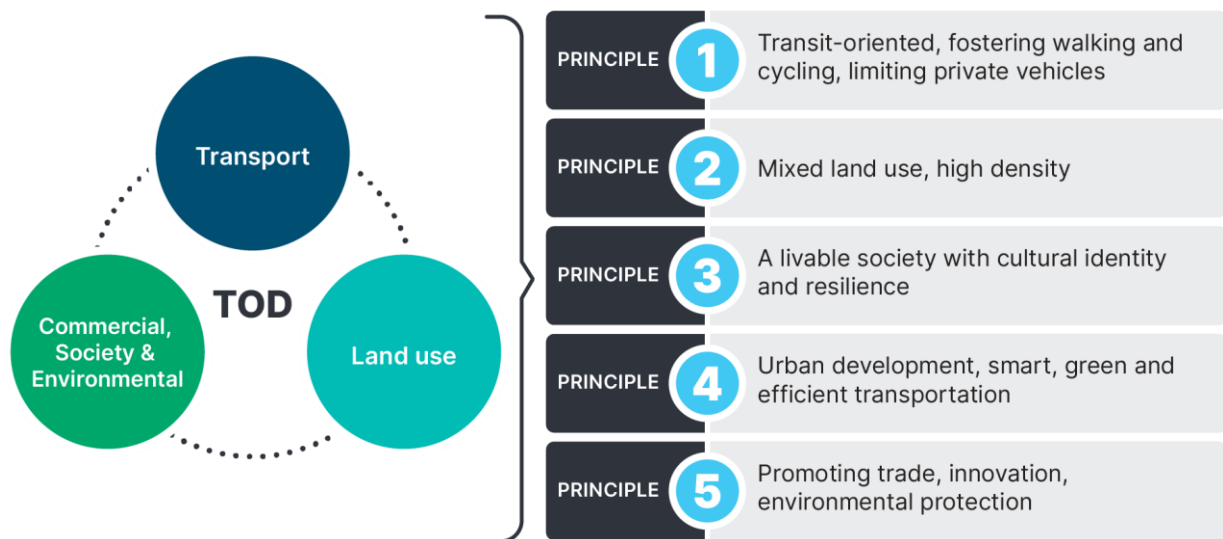 Transport
Commercial,
Society &
Environmental
TOD
Land use
PRINCIPLE 1
Transit-oriented, fostering walking and
cycling, limiting private vehicles
PRINCIPLE 2
Mixed land use, high density
PRINCIPLE 3
A livable society with cultural identity
and resilience
PRINCIPLE 4
Urban development, smart, green and
efficient transportation
PRINCIPLE 5
Promoting trade, innovation,
environmental protection